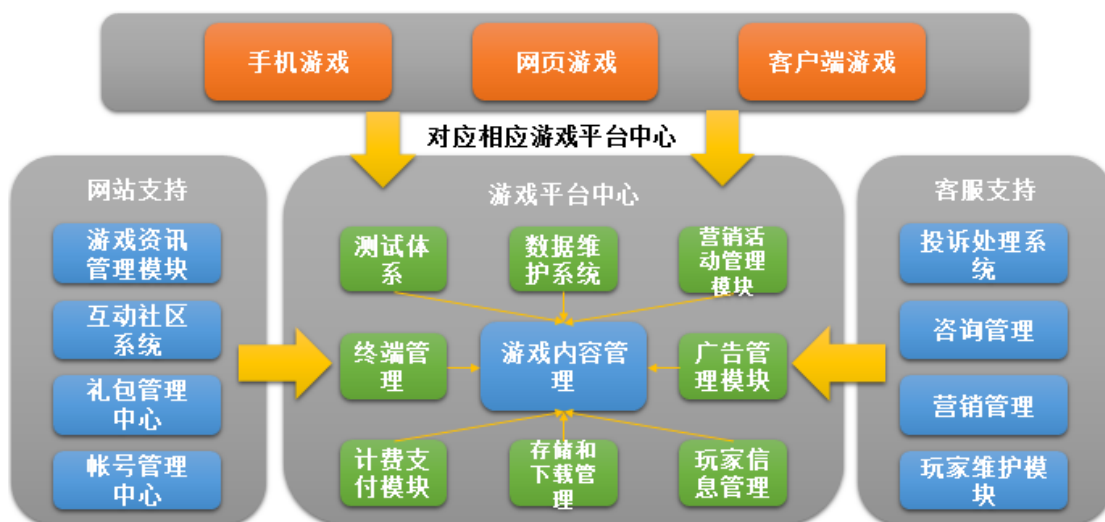 手机游戏
网页游戏
客户端游戏
对应相应游戏平台中心
网站支持
游戏资讯
管理模块
互动社区
系统
礼包管理
中心
帐号管理
中心
游戏平台中心
测试体
系
数据维
护系统
营销活
动管理
模块
终端管
理
游戏内容管
理
广告管
理模块
计费支
付模块
存储和
下载管
理
玩家信
息管理
客服支持
投诉处理系
统
咨询管理
营销管理
玩家维护模
块